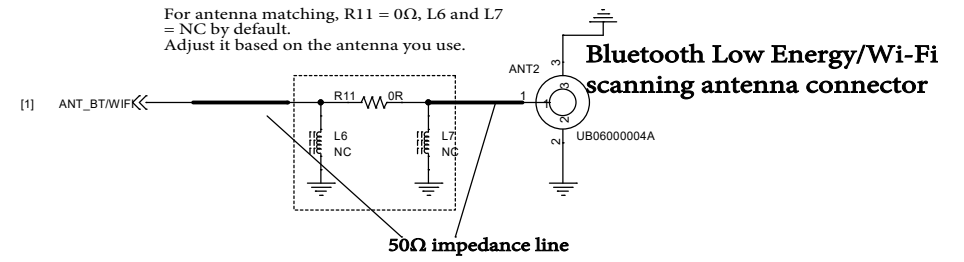 For antenna matching, R11 = 0Ω, L6 and L7
= NC by default.
Adjust it based on the antenna you use.
Bluetooth Low Energy/Wi-Fi
scanning antenna connector
ANT2
3
3
[1]
ANT_BT/WIFI
R11
0R
1
1
2
2
L6
NC
L7
NC
UB06000004A
50Ω impedance line